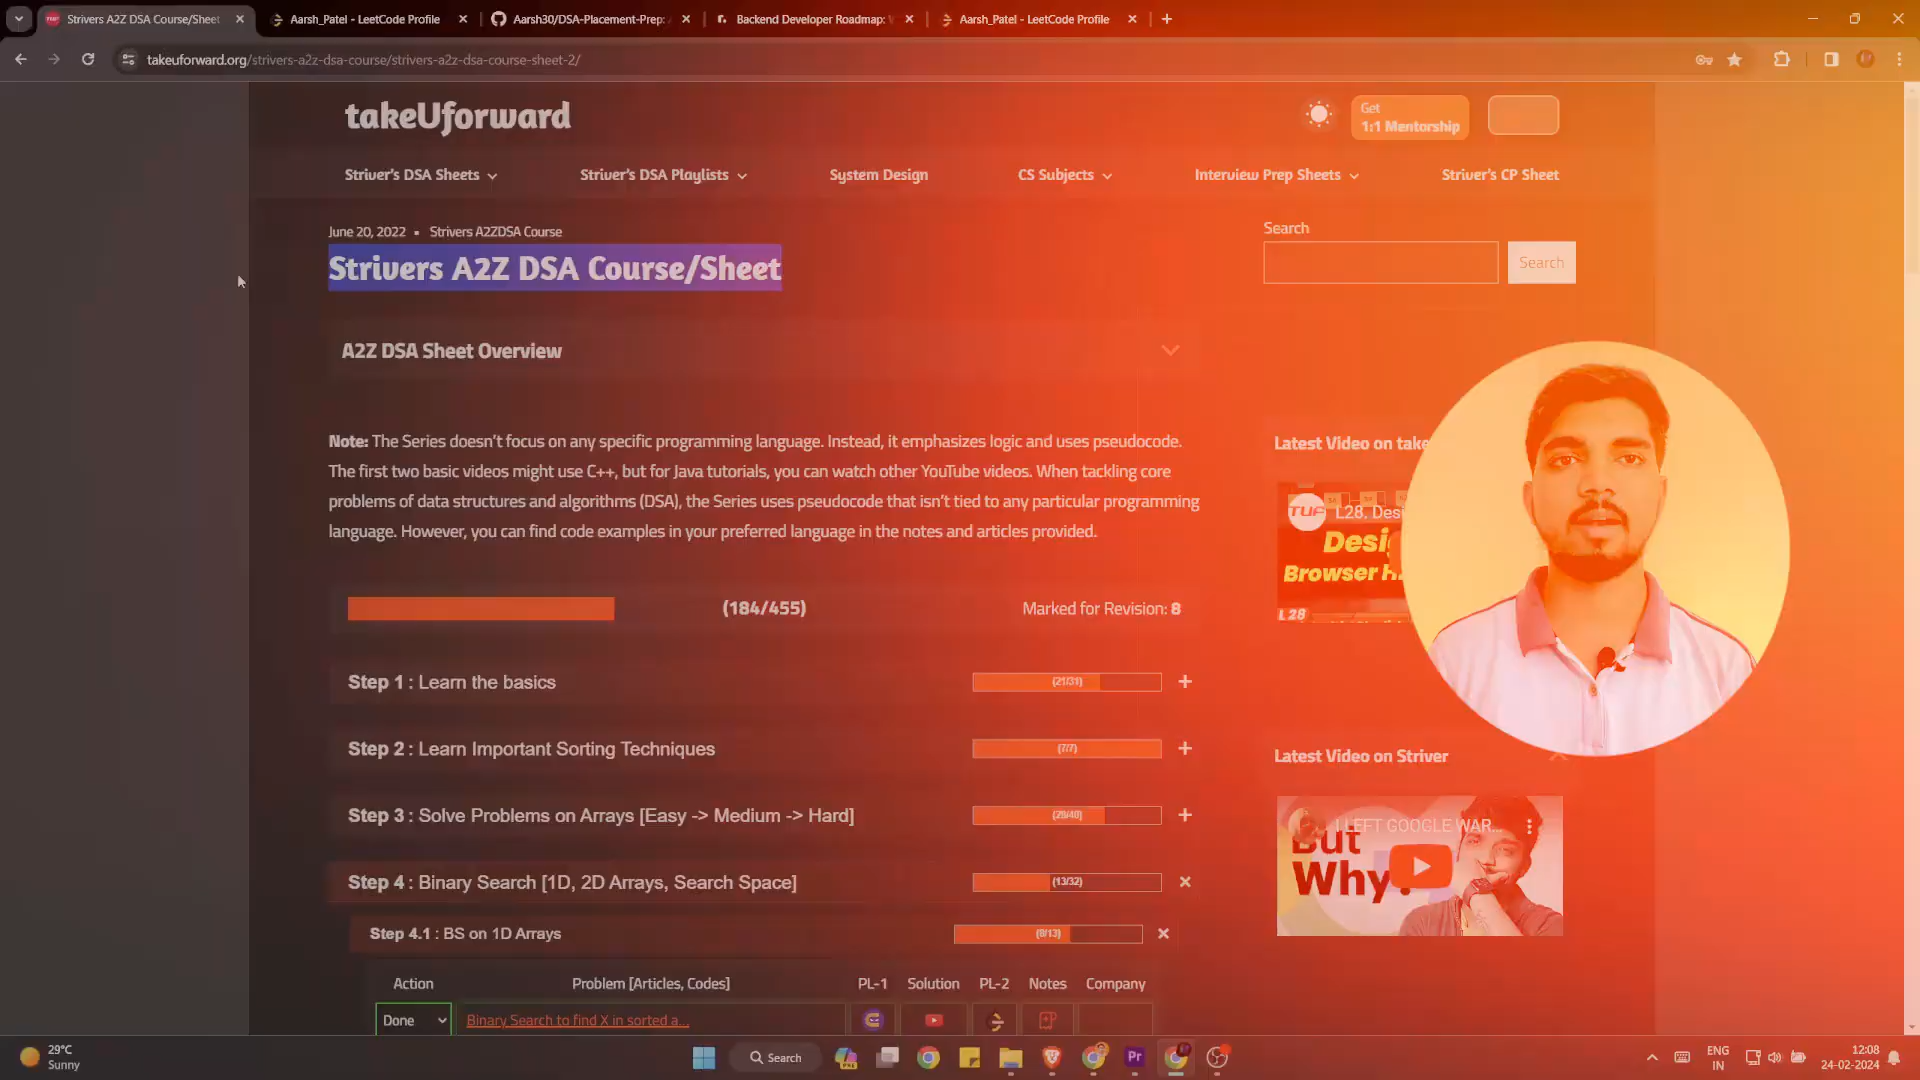 Strivers A2Z DSA Course/Sheet
Aarsh_Patel - LeetCode Profile
Aarsh30/DSA-Placement-Prep:
Backend Developer Roadmap:
Aarsh_Patel - LeetCode Profile
takeuforward.org/strivers-a2z-dsa-course/strivers-a2z-dsa-course-sheet-2/
takeUforward
Get
1:1 Mentorship
Striver's DSA Sheets
Striver's DSA Playlists
System Design
CS Subjects
Interview Prep Sheets
Striver's CP Sheet
June 20, 2022 • Strivers A2ZDSA Course
Strivers A2Z DSA Course/Sheet
Search
Search
A2Z DSA Sheet Overview
Note: The Series doesn't focus on any specific programming language. Instead, it emphasizes logic and uses pseudocode.
The first two basic videos might use C++, but for Java tutorials, you can watch other YouTube videos. When tackling core
problems of data structures and algorithms (DSA), the Series uses pseudocode that isn't tied to any particular programming
language. However, you can find code examples in your preferred language in the notes and articles provided.
Latest Video on take
TUF
L28. Des
Desi
Browser H
L28
(184/455)
Marked for Revision: 8
Step 1 : Learn the basics
(21/31)
Step 2 : Learn Important Sorting Techniques
(7/7)
Step 3 : Solve Problems on Arrays [Easy -> Medium -> Hard]
Step 4 : Binary Search [1D, 2D Arrays, Search Space]
(13/32)
Step 4.1 : BS on 1D Arrays
(8/13)
Latest Video on Striver
I LEFT GOOGLE WAR...
But
Why?
Action
Problem [Articles, Codes]
PL-1
Solution
PL-2
Notes
Company
Done
Binary Search to find X in sorted a...
29°C
Sunny
Search
Pr
ENG
IN
12:08
24-02-2024